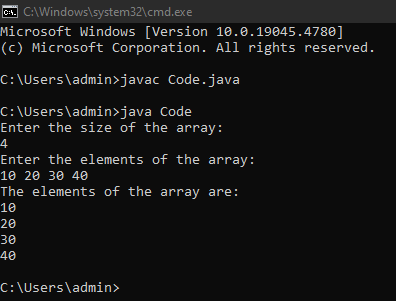 C:\Windows\system32\cmd.exe
Microsoft Windows [Version 10.0.19045.4780]
(c) Microsoft Corporation. All rights reserved.
C:\Users\admin>javac Code.java
C:\Users\admin>java Code
Enter the size of the array:
4
Enter the elements of the array:
10 20 30 40
The elements of the array are:
10
20
30
40
C:\Users\admin>